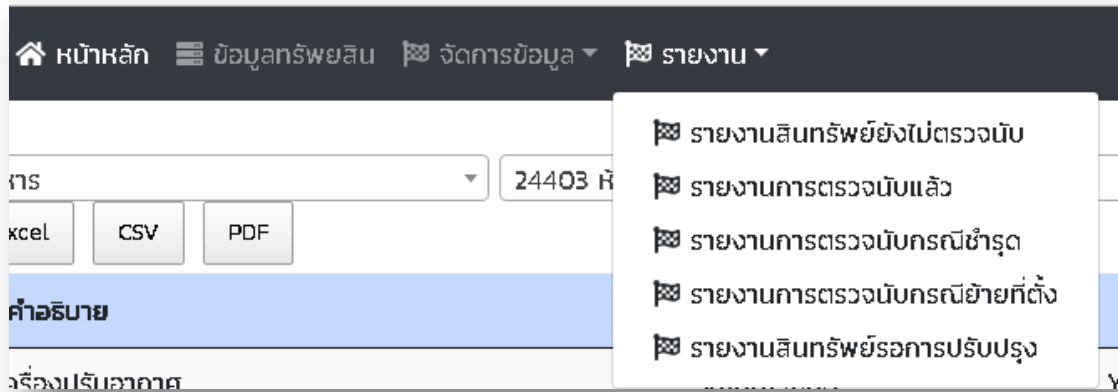 หน้าหลัก ข้อมูลทรัพยสิน จัดการข้อมูล รายงาน
รายงานสินทรัพย์ยังไม่ตรวจนับ
24403
รายงานการตรวจนับแล้ว
CSV PDF
รายงานการตรวจนับกรณีชำรุด
คำอธิบาย
รายงานการตรวจนับกรณีย้ายที่ตั้ง
รายงานสินทรัพย์รอการปรับปรุง